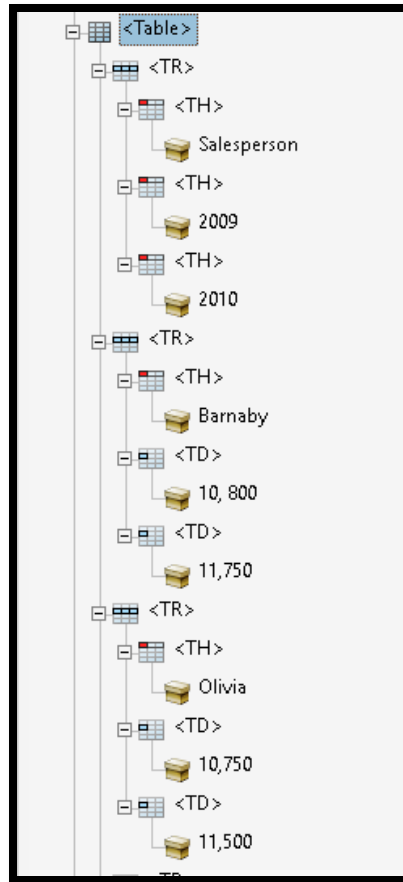 <Table>
<TR>
<TH>
Salesperson
<TH>
2009
<TH>
2010
<TR>
<TH>
Barnaby
<TD>
10, 800
<TD>
11,750
<TR>
<TH>
Olivia
<TD>
10,750
<TD>
11,500